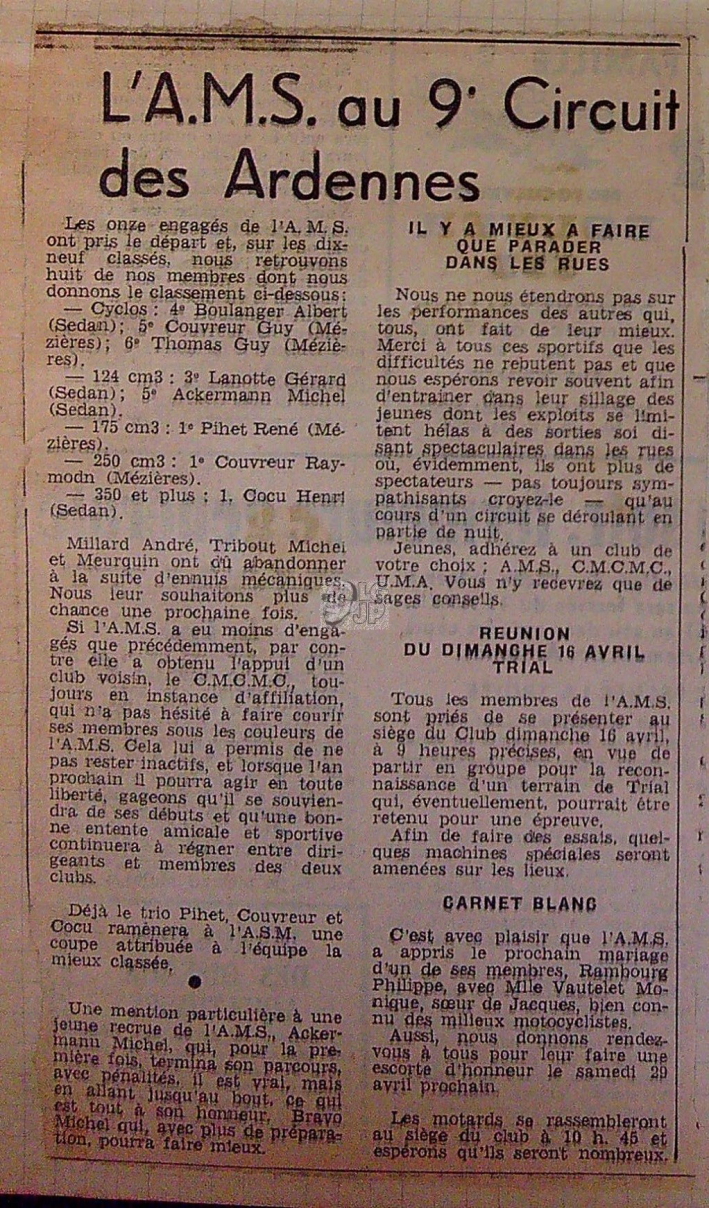 L'A.M.S. au 9e Circuit
des Ardennes
Les onze engagés de l'A.M.S.
ont pris le départ et, sur les dix-
neuf classés, nous retrouvons
huit de nos membres dont nous
donnons le classement ci-dessous:
— Cyclos: 4e Boulanger Albert
(Sedan); 5e Couvreur Guy (Mé-
zières); 6e Thomas Guy (Méziè-
res).
— 124 cm3 : 3e Lanotte Gérard
(Sedan); 5e Ackermann Michel
(Sedan).
— 175 cm3 : 1e Pihet René (Mé-
zières).
— 250 cm3 : 1e Couvreur Ray-
modn (Mézières).
— 350 et plus : 1. Cocu Henri
(Sedan).
Millard André, Tribout Michel
et Meurquin ont dû abandonner
à la suite d'ennuis mécaniques.
Nous leur souhaitons plus de
chance une prochaine fois.
Si l'A.M.S. a eu moins d'enga-
gés que précédemment, par con-
tre elle a obtenu l'appui d'un
club voisin, le C.M.C.M.C., tou-
jours en instance d'affiliation,
qui n'a pas hésité à faire courir
ses membres sous les couleurs de
l'A.M.S. Cela lui a permis de ne
pas rester inactifs, et lorsque l'an
prochain il pourra agir en toute
liberté, gageons qu'il se souvien-
dra de ses débuts et qu'une bon-
ne entente amicale et sportive
continuera à régner entre diri-
geants et membres des deux
clubs.
Déjà le trio Pihet, Couvreur et
Cocu ramènera à l'A.S.M. une
coupe attribuée à l'équipe la
mieux classée.
Une mention particulière à une
jeune recrue de l'A.M.S., Acker-
mann Michel, qui, pour la pre-
mière fois, termina son parcours,
avec pénalités, il est vrai, mais
en allant jusqu'au bout, ce qui
est tout à son honneur. Bravo
Michel qui, avec plus de prépara-
tion, pourra faire mieux.
IL Y A MIEUX A FAIRE
QUE PARADER
DANS LES RUES
Nous ne nous étendrons pas sur
les performances des autres qui,
tous, ont fait de leur mieux.
Merci à tous ces sportifs que les
difficultés ne rebutent pas et que
nous espérons revoir souvent afin
d'entrainer dans leur sillage des
jeunes dont les exploits se limi-
tent hélas à des sorties soi di-
sant spectaculaires dans les rues
où, évidemment, ils ont plus de
spectateurs — pas toujours sym-
pathisants croyez-le — qu'au
cours d'un circuit se déroulant en
partie de nuit.
Jeunes, adhérez à un club de
votre choix : A.M.S., C.M.C.M.C.,
U.M.A. Vous n'y recevrez que de
sages conseils.
REUNION
DU DIMANCHE 16 AVRIL
TRIAL
Tous les membres de l'A.M.S.
sont priés de se présenter au
siège du Club dimanche 16 avril,
à 9 heures précises, en vue de
partir en groupe pour la recon-
naissance d'un terrain de Trial
qui, éventuellement, pourrait être
retenu pour une épreuve.
Afin de faire des essais, quel-
ques machines spéciales seront
amenées sur les lieux.
CARNET BLANC
C'est avec plaisir que l'A.M.S.
a appris le prochain mariage
d'un de ses membres, Rambourg
Philippe, avec Mlle Vautelet Mo-
nique, sœur de Jacques, bien con-
nu des milieux motocyclistes.
Aussi, nous donnons rendez-
vous à tous pour leur faire une
escorte d'honneur le samedi 29
avril prochain.
Les motards se rassembleront
au siège du club à 10 h. 45 et
espérons qu'ils seront nombreux.